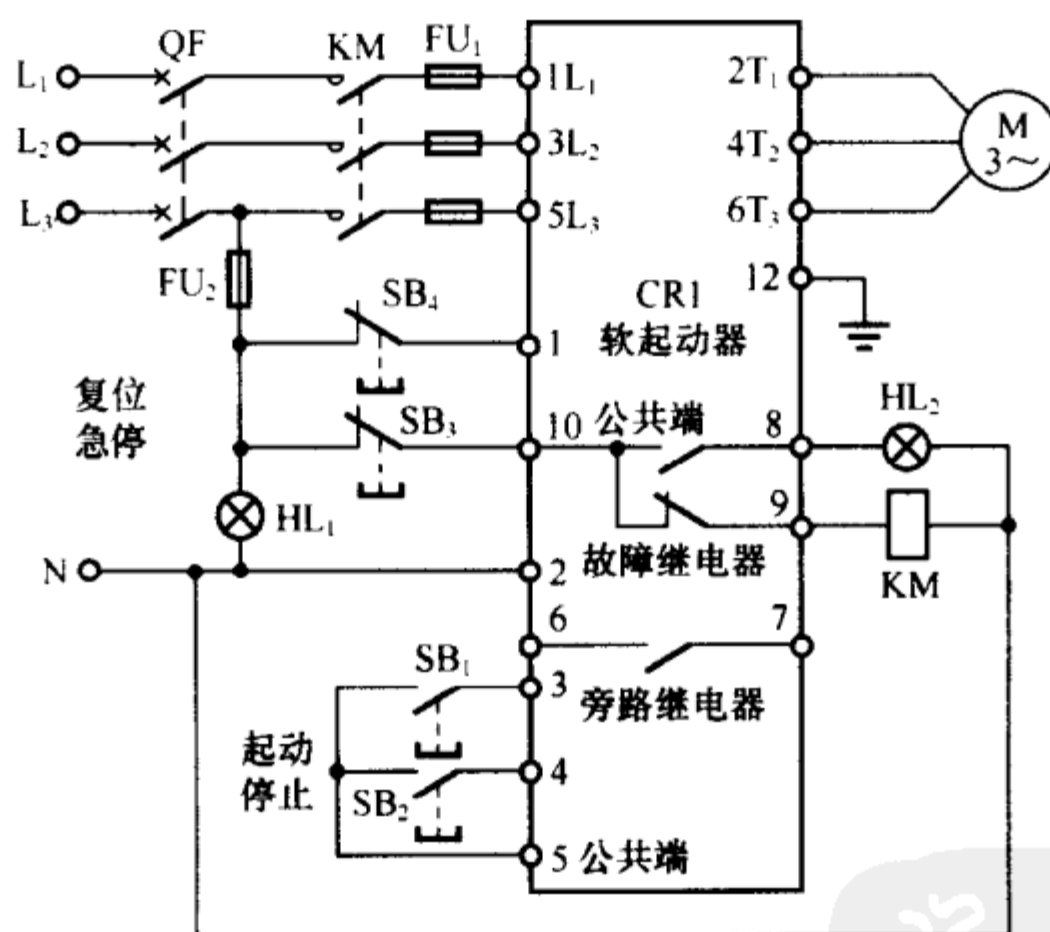 QF KM FU₁
L₁ 1L₁ 2T₁
L₂ 3L₂ 4T₂ M 3~
L₃ 5L₃ 6T₃
FU₂ 12
SB₄ CR1
1 软起动器
复位
急停
SB₃ 10 公共端 8 HL₂
HL₁ 9
N 2 故障继电器 KM
6 7
SB₁ 3 旁路继电器
起动
停止
SB₂ 4
5 公共端